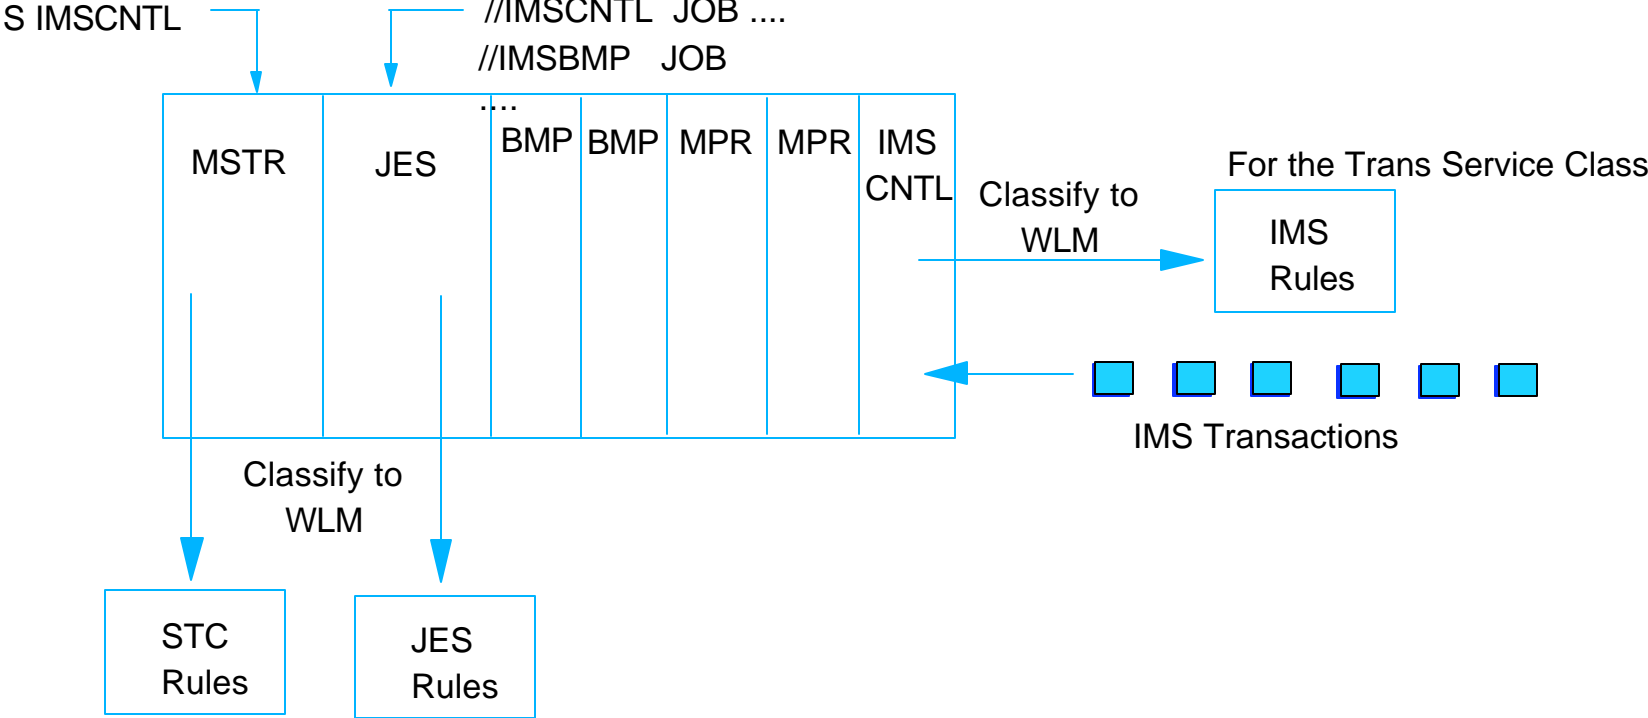 S IMSCNTL
//IMSCNTL JOB ....
//IMSBMP JOB
....
MSTR
JES
BMP
BMP
MPR
MPR
IMS
CNTL
Classify to
WLM
For the Trans Service Class
IMS
Rules
IMS Transactions
Classify to
WLM
STC
Rules
JES
Rules